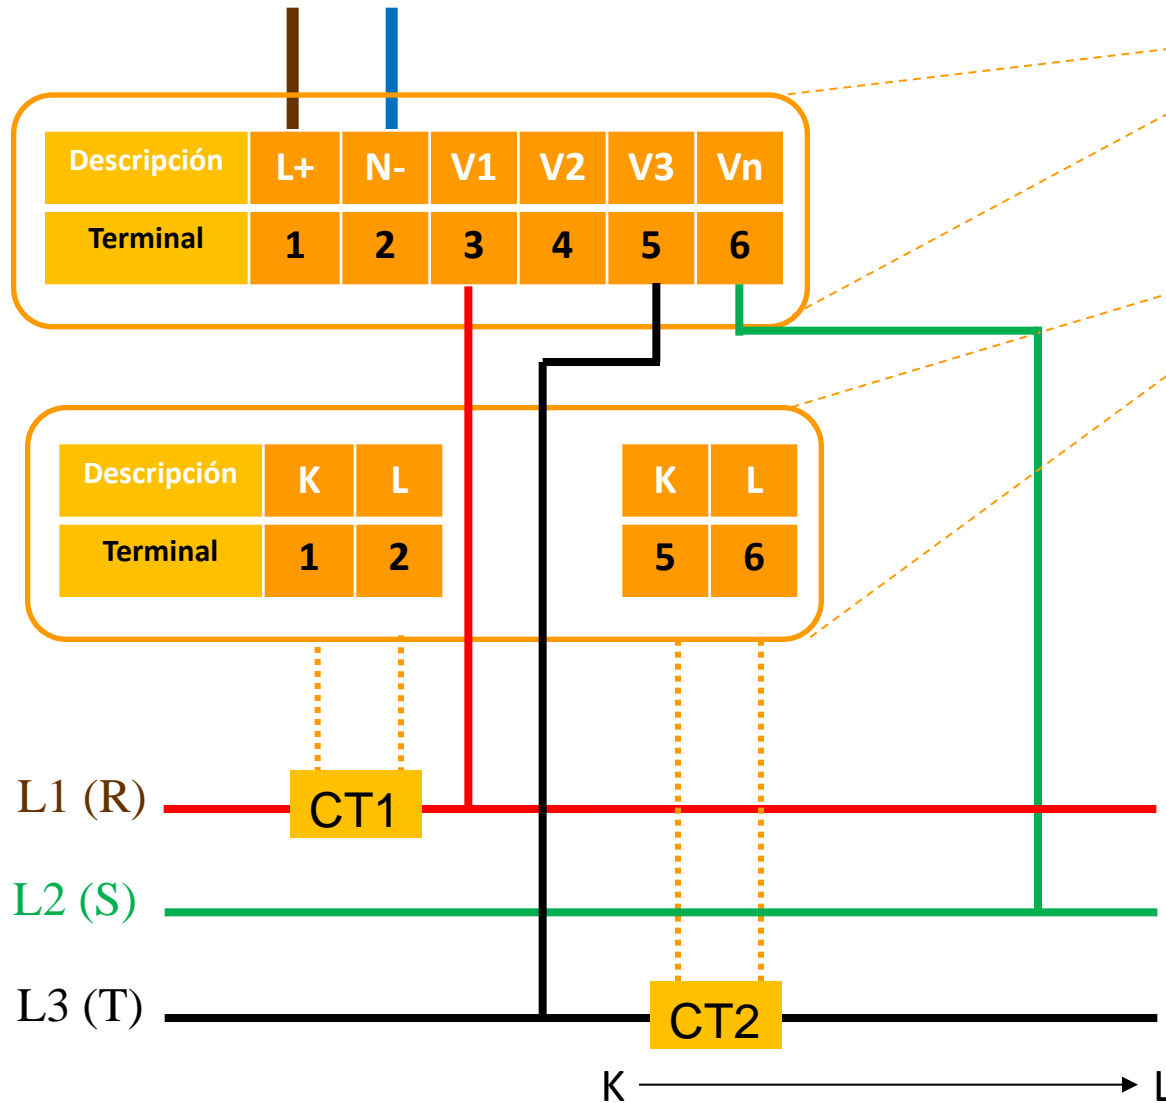 Descripción L+ N- V1 V2 V3 Vn
Terminal 1 2 3 4 5 6
Descripción K L K L
Terminal 1 2 5 6
L1 (R) CT1
L2 (S)
L3 (T) CT2
K L